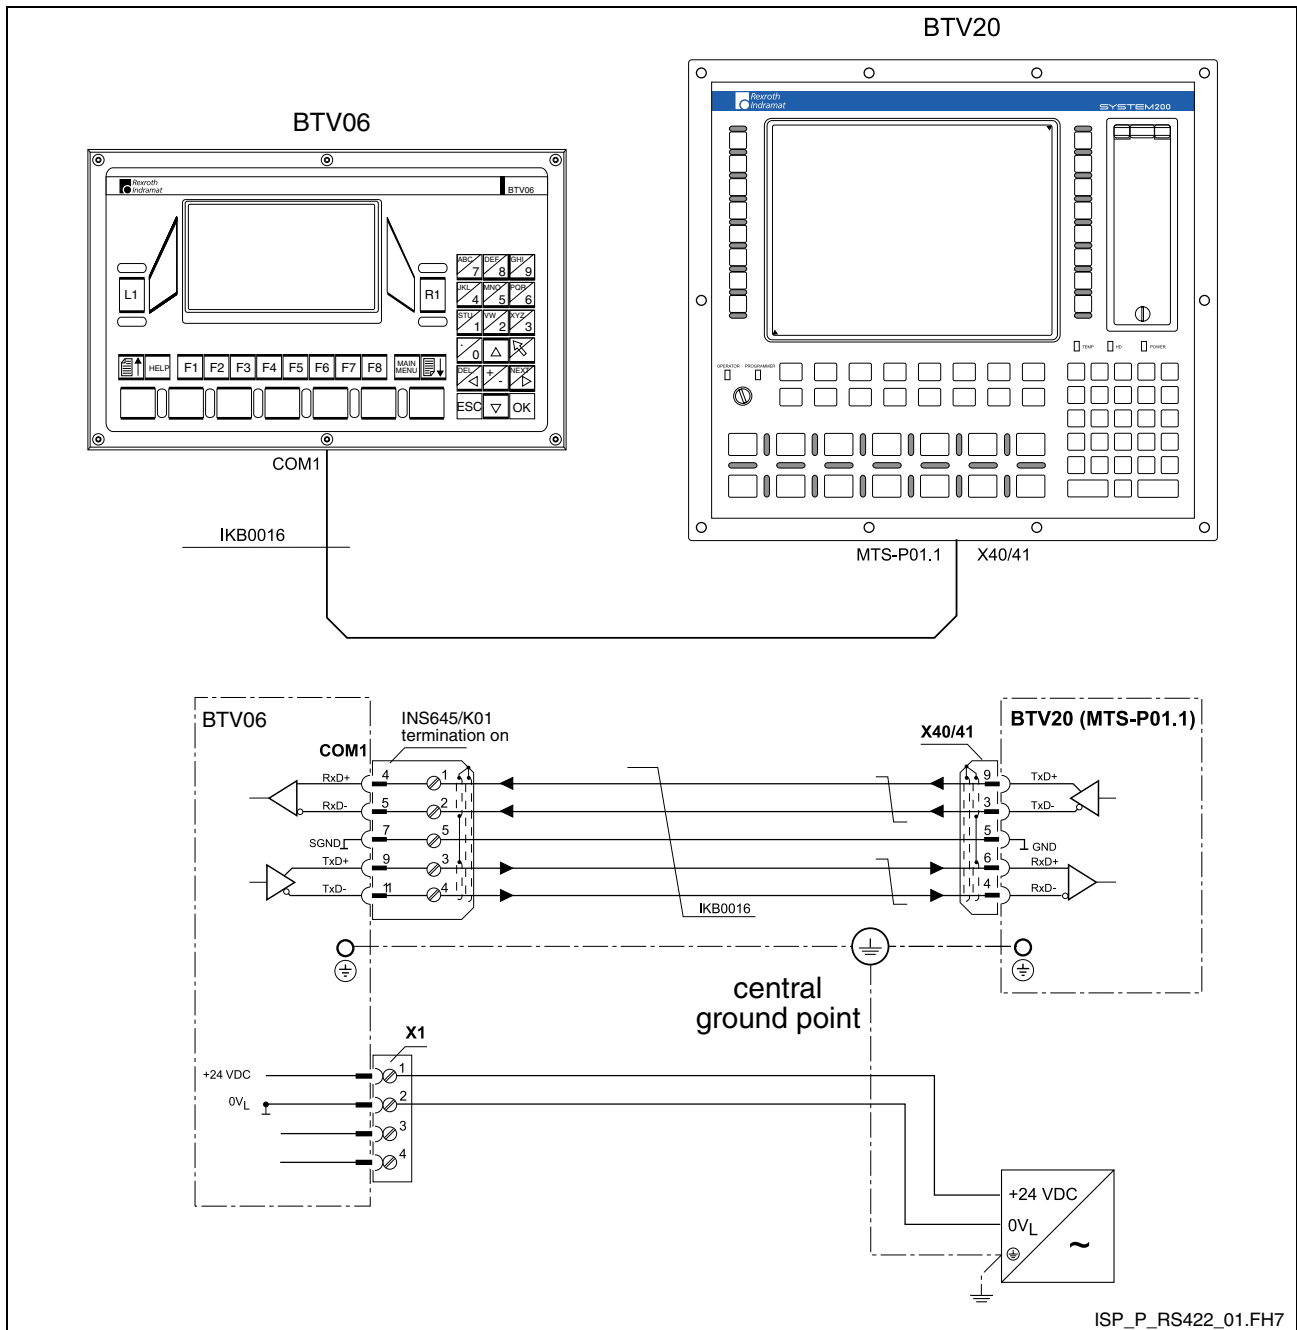 BTV20
BTV06
Rexroth
Indramat
SYSTEM200
Rexroth
Indramat
BTV06
L1
R1
ABC 7 DEF 8 GHI 9
JKL 4 MNO 5 PQR 6
STU 1 VW 2 XYZ 3
. 0
DEL + - NEXT
ESC OK
HELP F1 F2 F3 F4 F5 F6 F7 F8 MAIN MENU
TEMP HD POWER
OPERATOR PROGRAMMER
COM1
IKB0016
MTS-P01.1 X40/41
BTV06
INS645/K01
termination on
COM1
X40/41
BTV20 (MTS-P01.1)
RxD+ 4 1 9 TxD+
RxD- 5 2 3 TxD-
SGND 7 5 5 GND
TxD+ 9 3 6 RxD+
TxD- 11 4 4 RxD-
IKB0016
central
ground point
X1
+24 VDC 1
0VL 2
3
4
+24 VDC
0VL
~
ISP_P_RS422_01.FH7